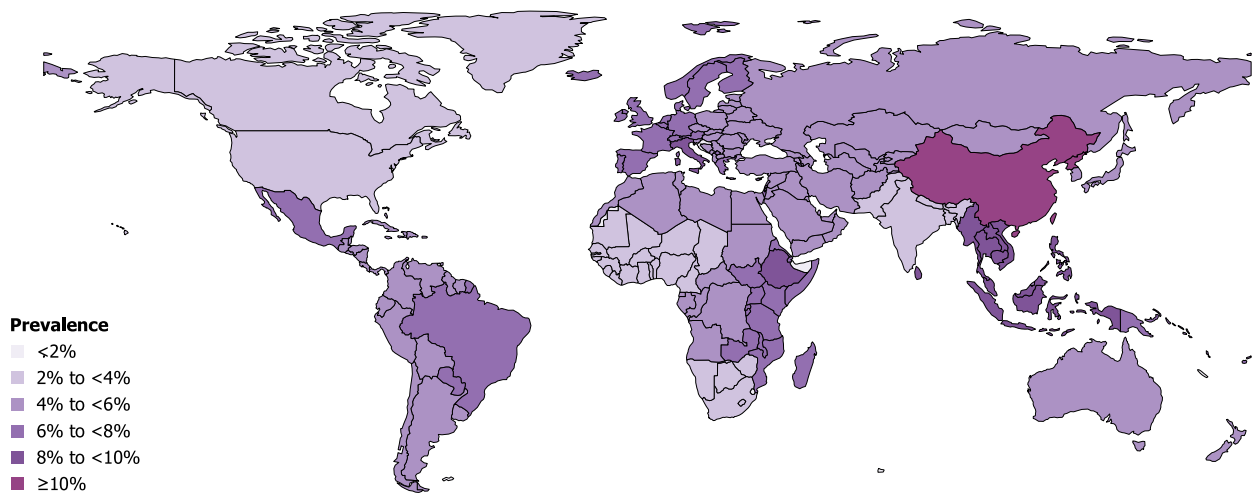 Prevalence
<2%
2% to <4%
4% to <6%
6% to <8%
8% to <10%
≥10%